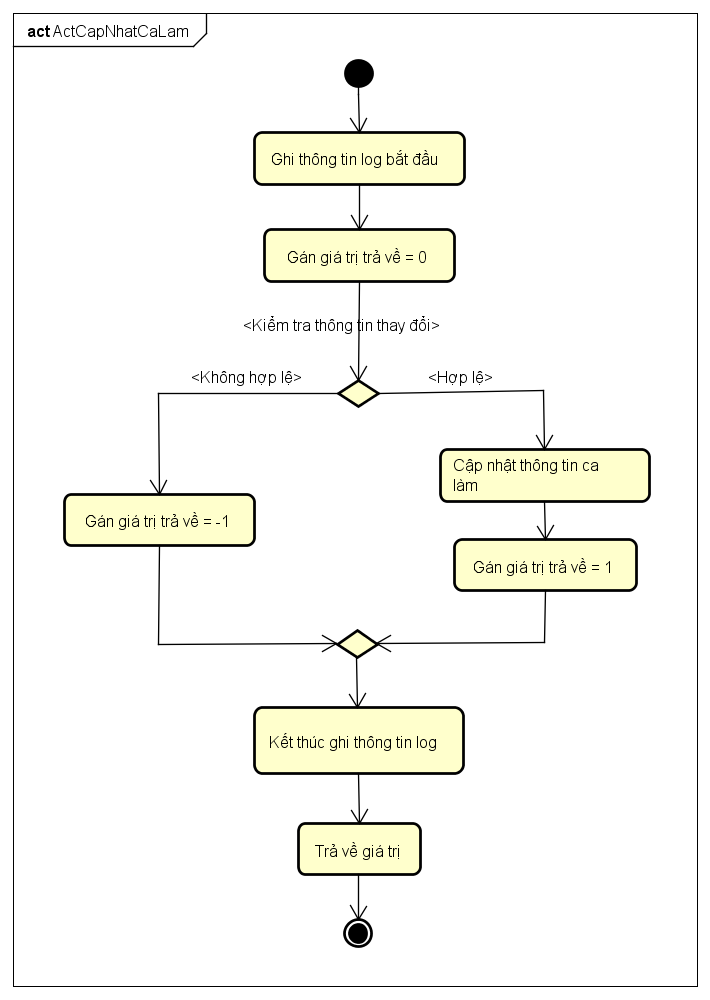 act ActCapNhatCaLam
Ghi thông tin log bắt đầu
Gán giá trị trả về = 0
<Kiểm tra thông tin thay đổi>
<Không hợp lệ>
<Hợp lệ>
Cập nhật thông tin ca
làm
Gán giá trị trả về = -1
Gán giá trị trả về = 1
Kết thúc ghi thông tin log
Trả về giá trị